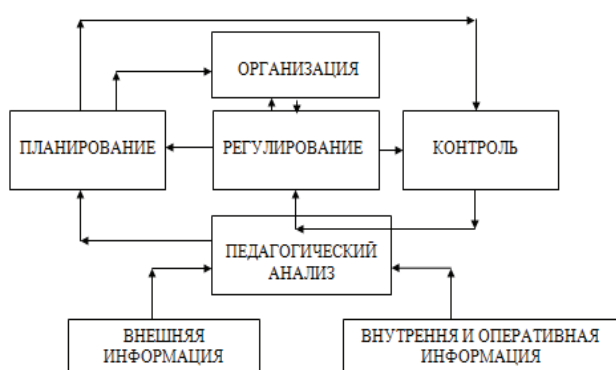 ОРГАНИЗАЦИЯ
ПЛАНИРОВАНИЕ
РЕГУЛИРОВАНИЕ
КОНТРОЛЬ
ПЕДАГОГИЧЕСКИЙ
АНАЛИЗ
ВНЕШНЯЯ
ИНФОРМАЦИЯ
ВНУТРЕННЯ И ОПЕРАТИВНАЯ
ИНФОРМАЦИЯ